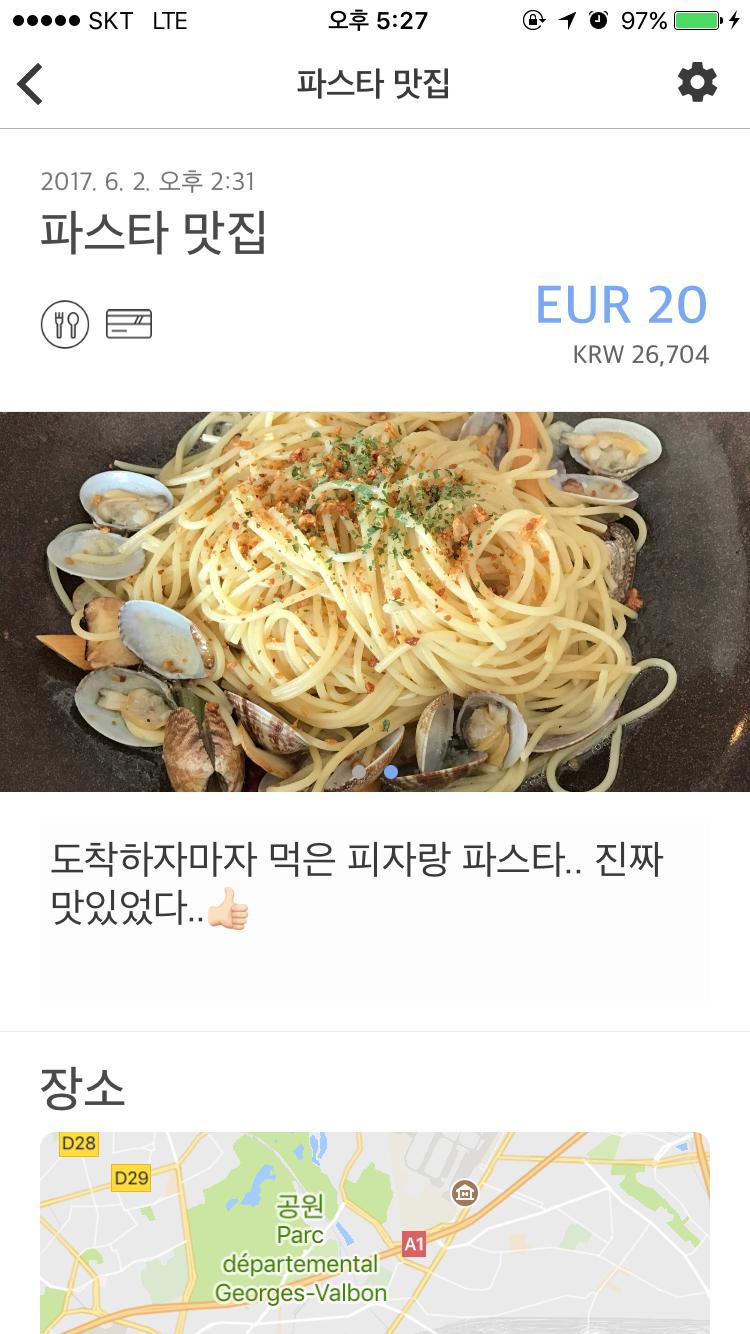 SKT LTE 오후 5:27 97%
파스타 맛집
2017. 6. 2. 오후 2:31
파스타 맛집
EUR 20
KRW 26,704
도착하자마자 먹은 피자랑 파스타.. 진짜
맛있었다..👍🏻
장소
D28
D29
공원
Parc
départemental
Georges-Valbon
A1